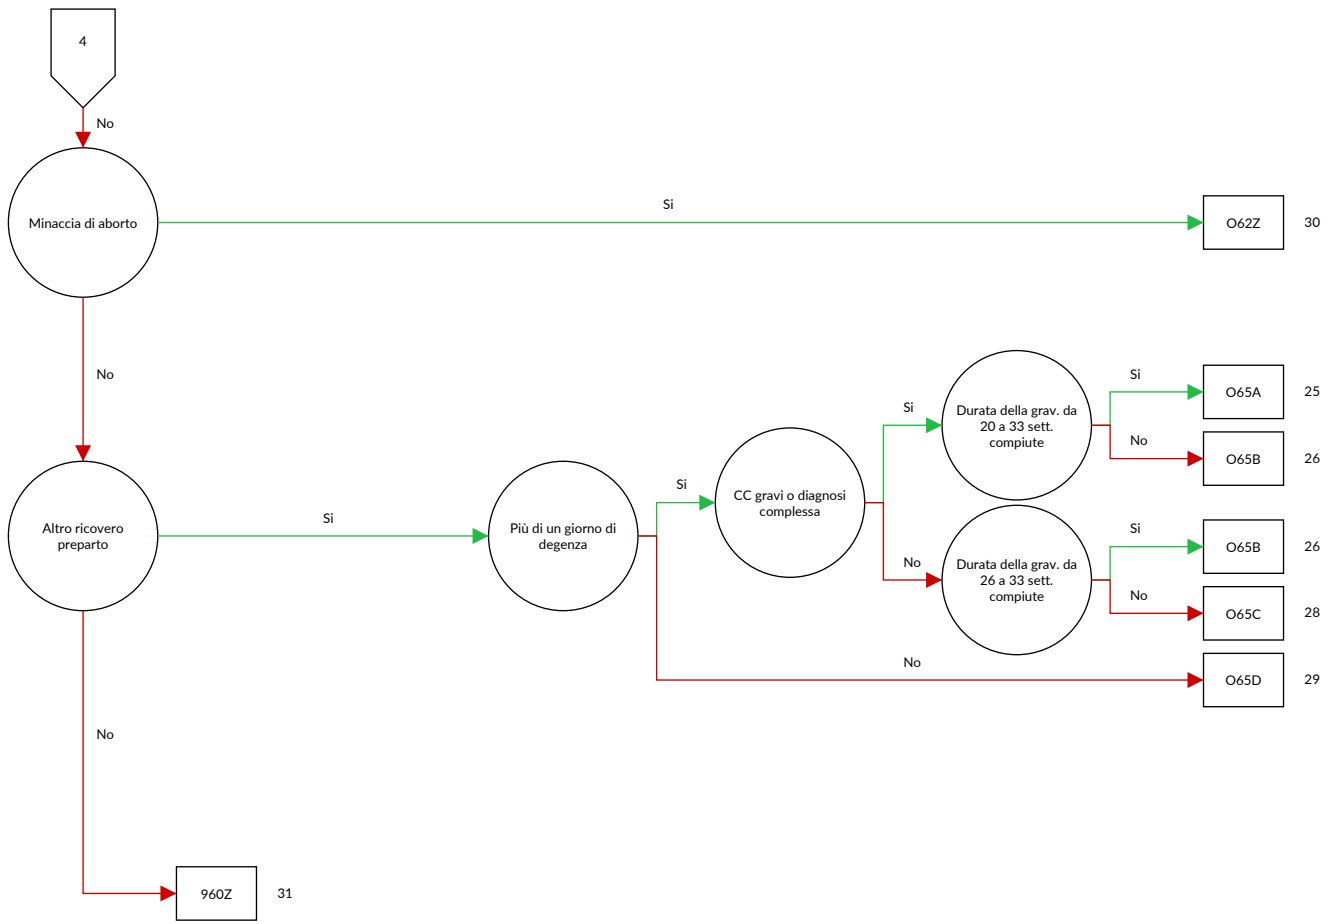 4
No
Minaccia di aborto
Si
O62Z
30
No
Altro ricovero
preparto
Si
Più di un giorno di
degenza
Si
CC gravi o diagnosi
complessa
Si
Durata della grav. da
20 a 33 sett.
compiute
Si
O65A
25
No
O65B
26
No
Durata della grav. da
26 a 33 sett.
compiute
Si
O65B
26
No
O65C
28
No
O65D
29
No
960Z
31